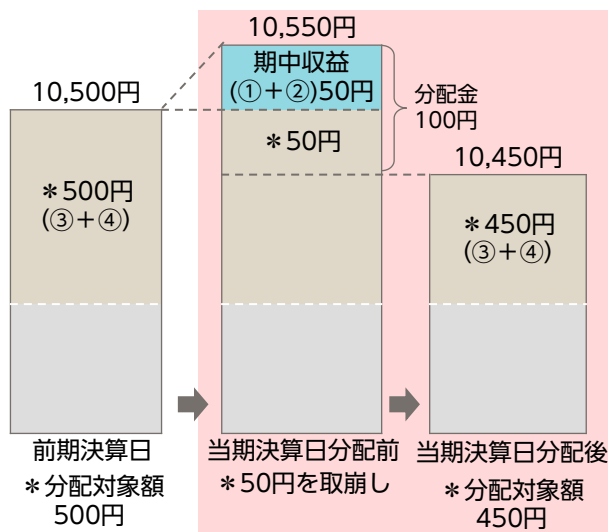 10,500円
＊500円
(③＋④)
前期決算日
＊分配対象額
500円
10,550円
期中収益
(①＋②)50円
＊50円
分配金
100円
当期決算日分配前
＊50円を取崩し
10,450円
＊450円
(③＋④)
当期決算日分配後
＊分配対象額
450円